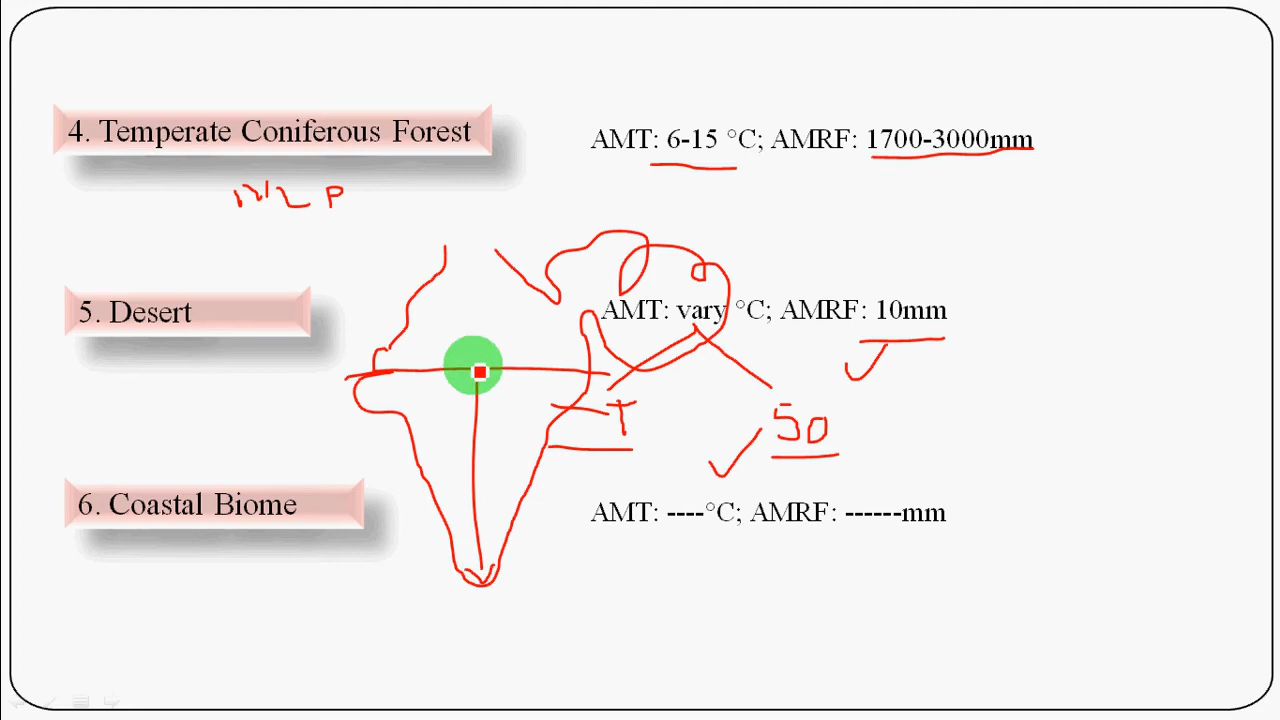 4. Temperate Coniferous Forest
AMT: 6-15 °C; AMRF: 1700-3000mm
5. Desert
AMT: vary °C; AMRF: 10mm
T
50
6. Coastal Biome
AMT: ----°C; AMRF: ------mm